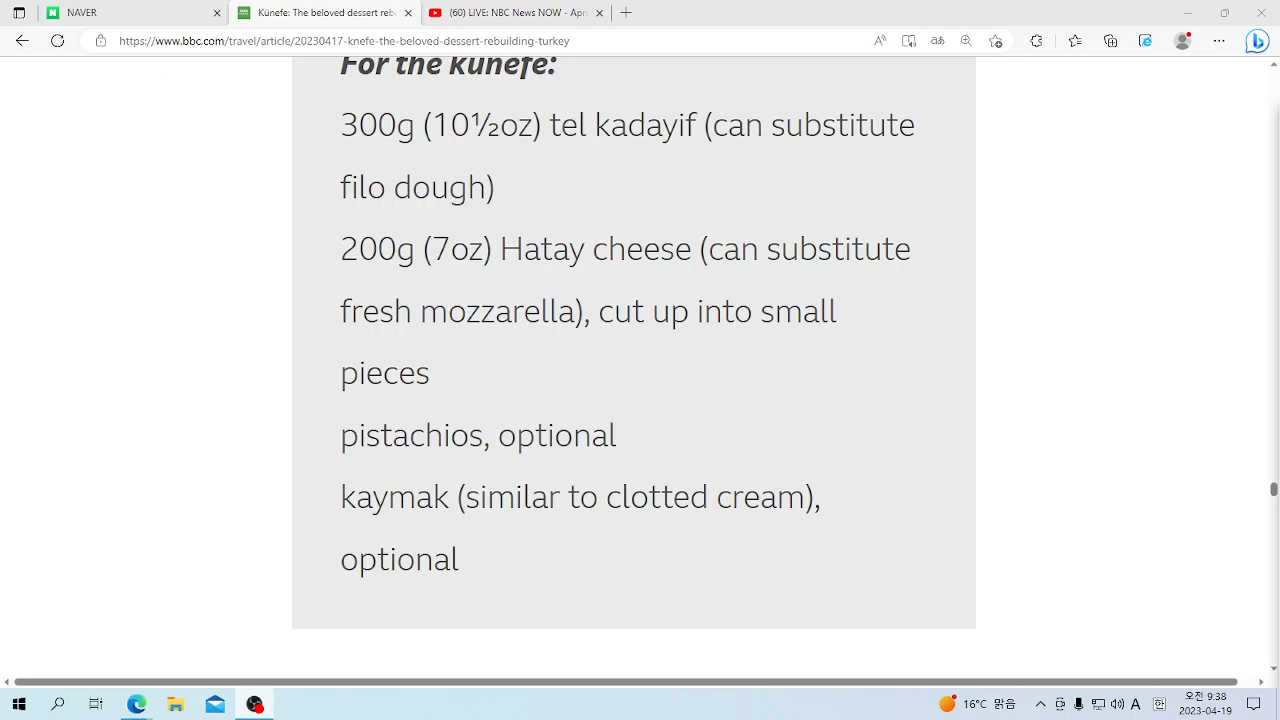 NAVER
Künefe: The beloved dessert reb
(60) LIVE: NBC News NOW - Apri
https://www.bbc.com/travel/article/20230417-knefe-the-beloved-dessert-rebuilding-turkey
For the künefe:
300g (10½oz) tel kadayif (can substitute
filo dough)
200g (7oz) Hatay cheese (can substitute
fresh mozzarella), cut up into small
pieces
pistachios, optional
kaymak (similar to clotted cream),
optional
16°C 맑음
A
오전 9:38
2023-04-19